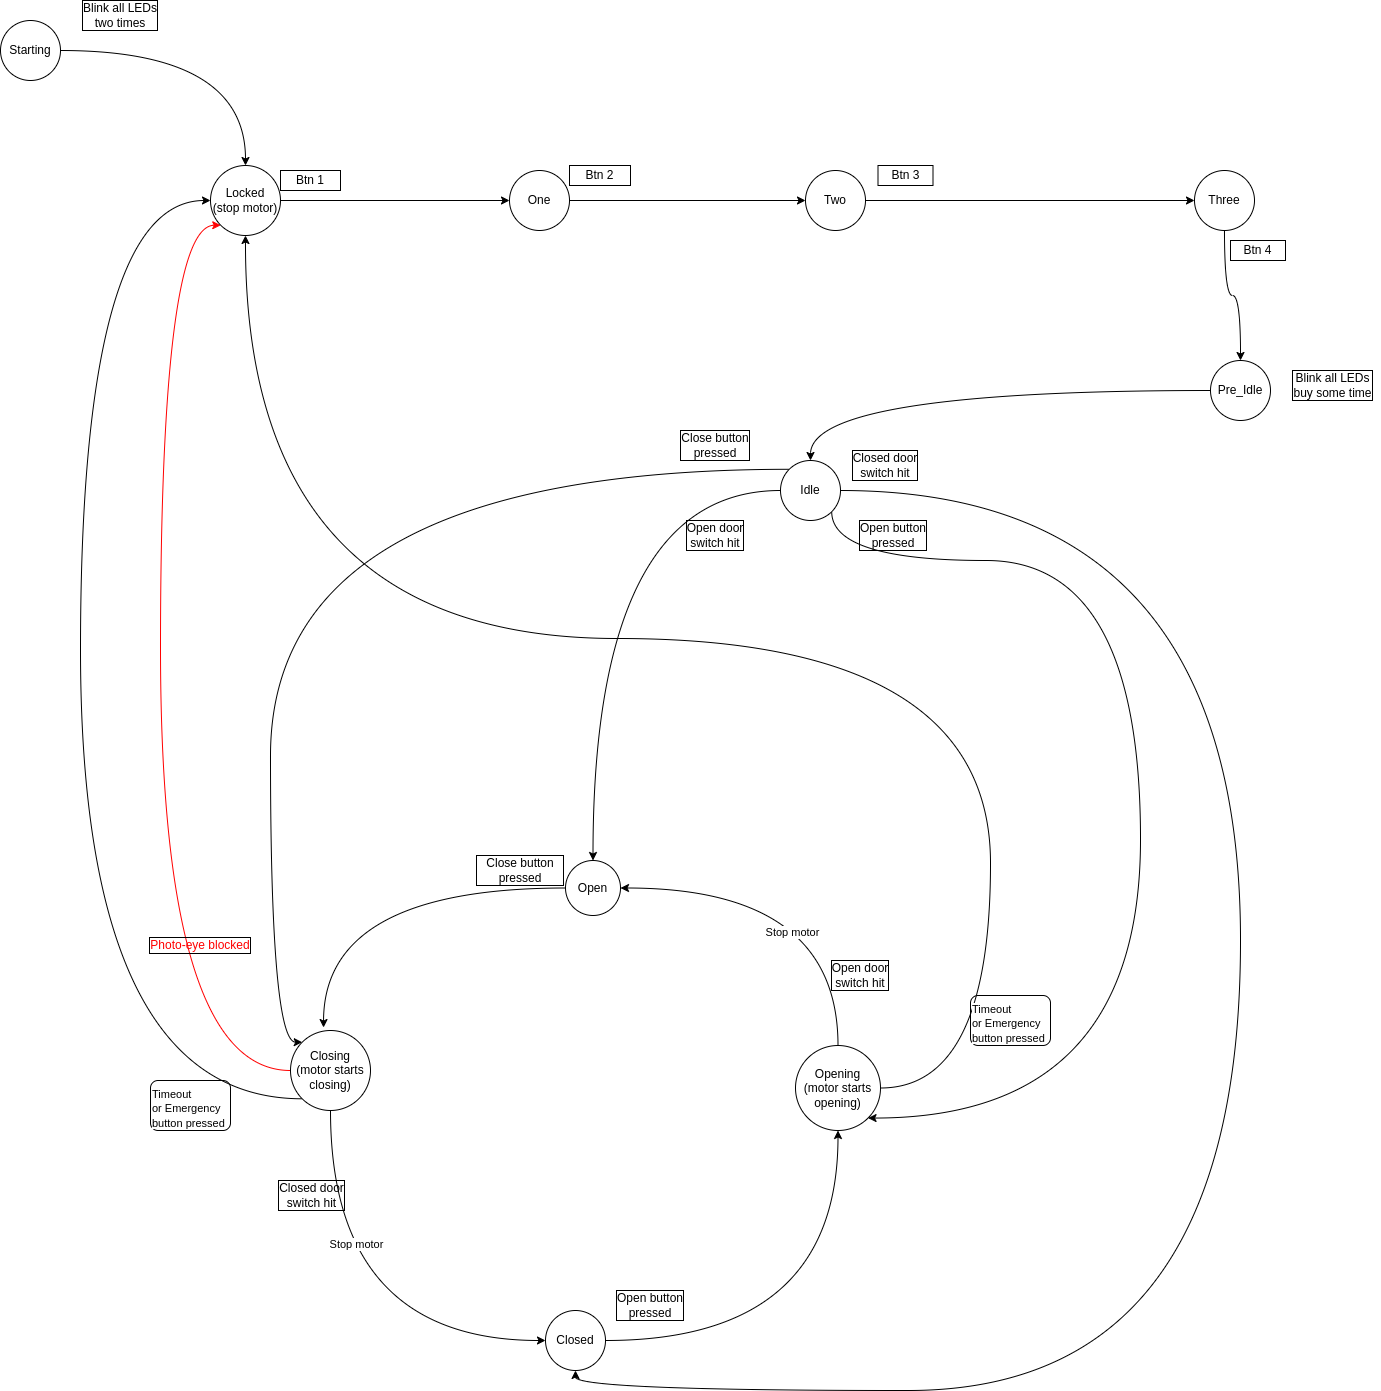 Blink all LEDs
two times
Starting
Locked
(stop motor)
Btn 1
One
Btn 2
Two
Btn 3
Three
Btn 4
Pre_Idle
Blink all LEDs
buy some time
Close button
pressed
Closed door
switch hit
Idle
Open door
switch hit
Open button
pressed
Close button
pressed
Open
Stop motor
Photo-eye blocked
Open door
switch hit
Timeout
or Emergency
button pressed
Closing
(motor starts
closing)
Opening
(motor starts
opening)
Timeout
or Emergency
button pressed
Closed door
switch hit
Stop motor
Open button
pressed
Closed